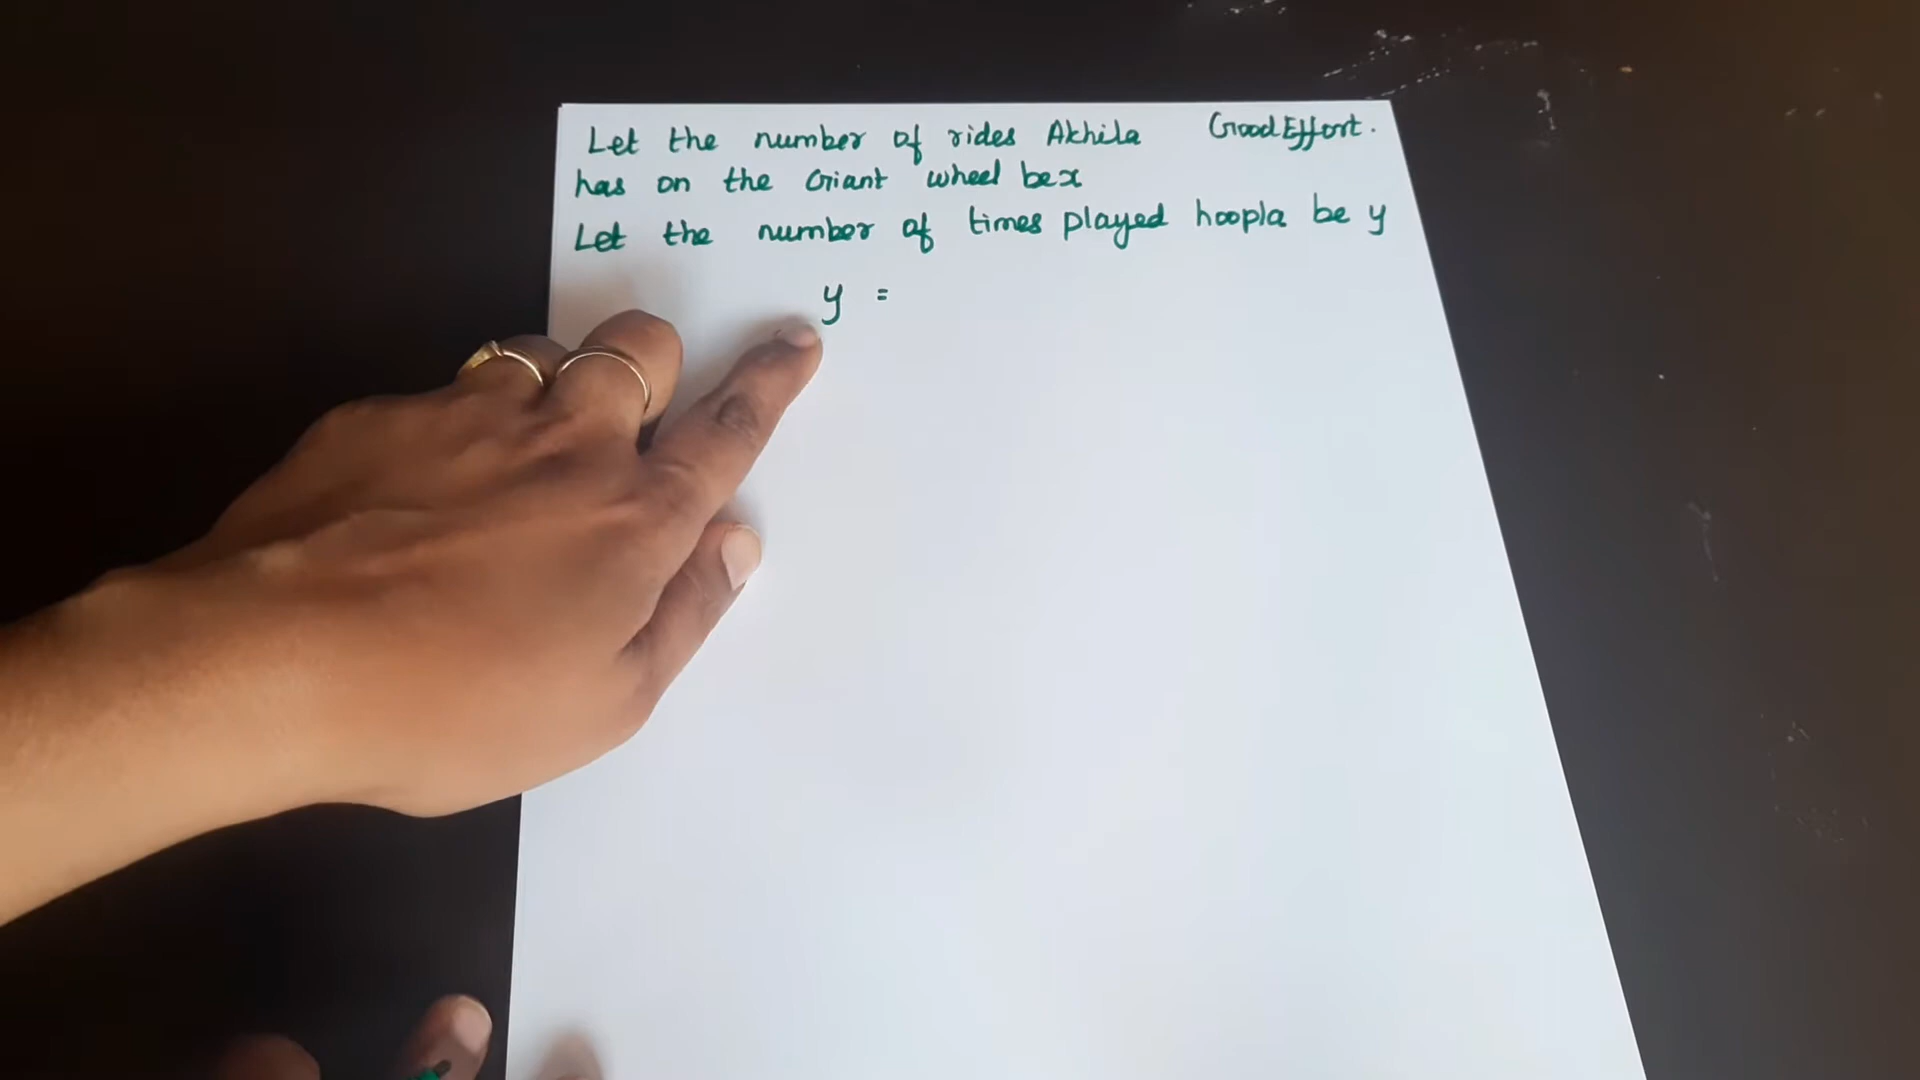 Let the number of rides Akhila
Good Effort.
has on the Giant wheel be x
Let the number of times played hoopla be y
y =